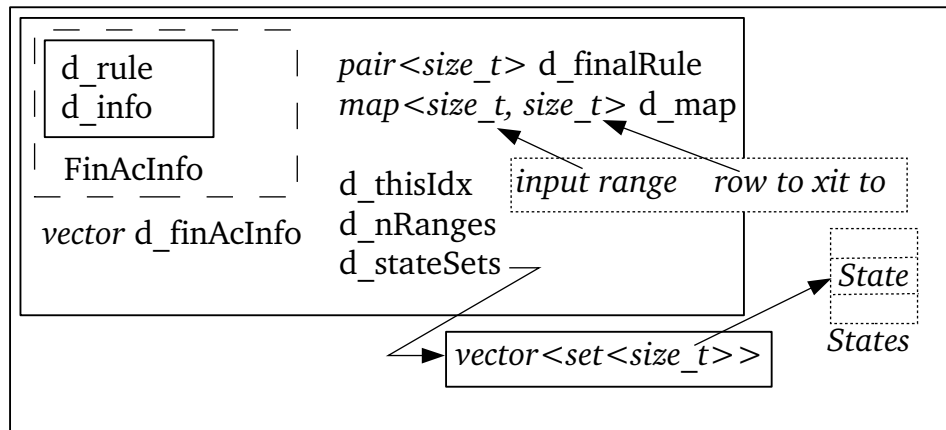 d_rule
d_info
FinAcInfo
vector d_finAcInfo
pair<size_t> d_finalRule
map<size_t, size_t> d_map
input range row to xit to
d_thisIdx
d_nRanges
d_stateSets
State
States
vector<set<size_t>>